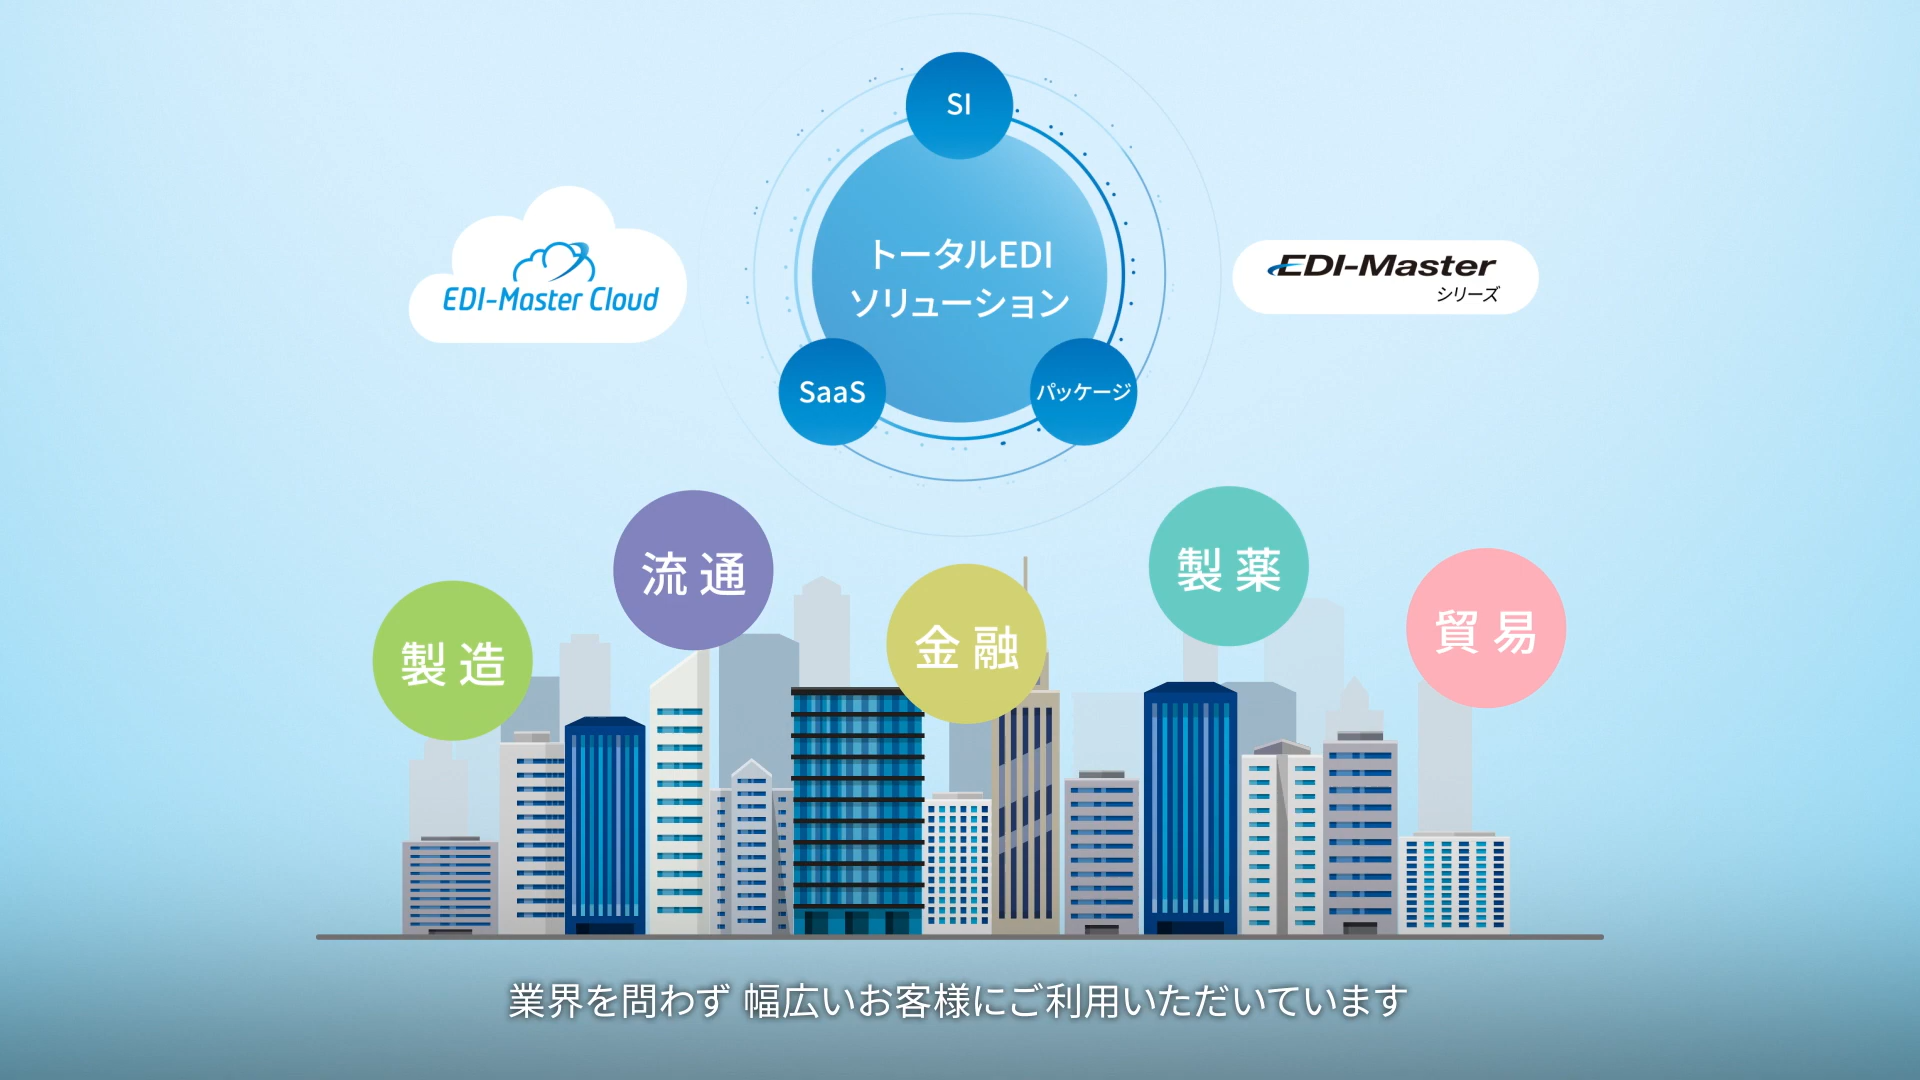 SI
トータルEDI
ソリューション
SaaS
パッケージ
EDI-Master Cloud
EDI-Master
シリーズ
製造
流通
金融
製薬
貿易
業界を問わず 幅広いお客様にご利用いただいています